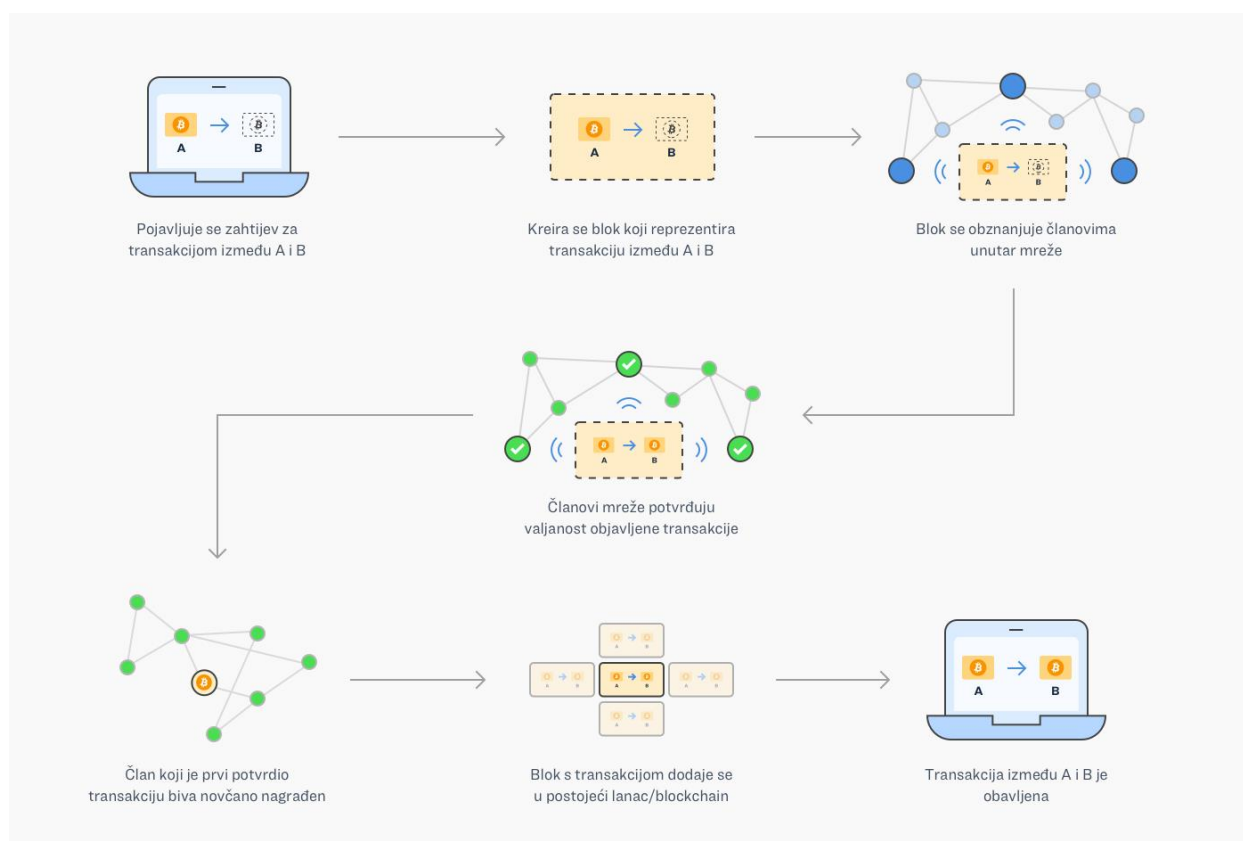 A B
Pojavljuje se zahtijev za
transakcijom između A i B
A B
Kreira se blok koji reprezentira
transakciju između A i B
A B
Blok se obznanjuje članovima
unutar mreže
A B
Članovi mreže potvrđuju
valjanost objavljene transakcije
Član koji je prvi potvrdio
transakciju biva novčano nagrađen
A B
A B
A B
A B
A B
Blok s transakcijom dodaje se
u postojeći lanac/blockchain
A B
Transakcija između A i B je
obavljena